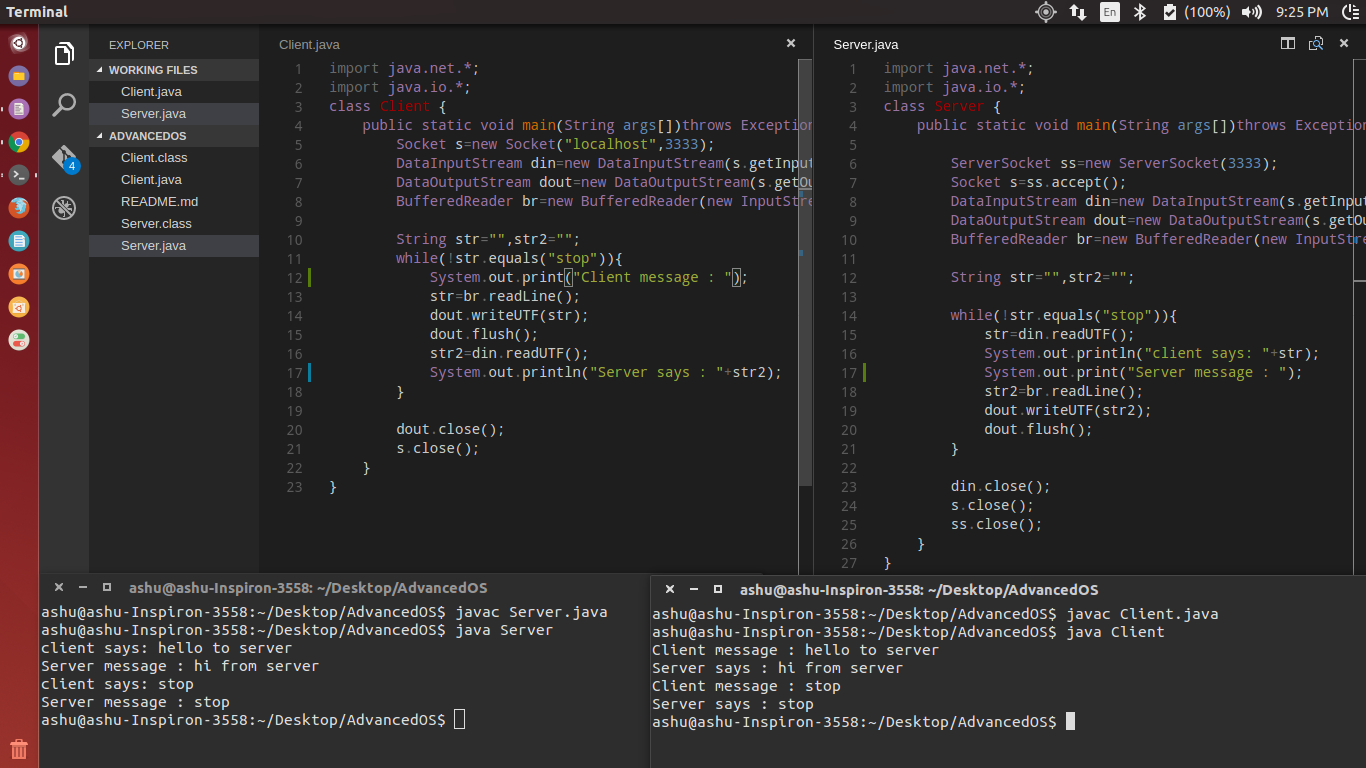 Terminal
En
(100%)
9:25 PM
EXPLORER
WORKING FILES
Client.java
Server.java
ADVANCEDOS
Client.class
Client.java
README.md
Server.class
Server.java
4
Client.java
1 import java.net.*;
2 import java.io.*;
3 class Client {
4 public static void main(String args[])throws Exception
5 Socket s=new Socket("localhost",3333);
6 DataInputStream din=new DataInputStream(s.getInput
7 DataOutputStream dout=new DataOutputStream(s.getOu
8 BufferedReader br=new BufferedReader(new InputStre
9
10 String str="",str2="";
11 while(!str.equals("stop")){
12 System.out.print("Client message : ");
13 str=br.readLine();
14 dout.writeUTF(str);
15 dout.flush();
16 str2=din.readUTF();
17 System.out.println("Server says : "+str2);
18 }
19
20 dout.close();
21 s.close();
22 }
23 }
Server.java
1 import java.net.*;
2 import java.io.*;
3 class Server {
4 public static void main(String args[])throws Exception
5
6 ServerSocket ss=new ServerSocket(3333);
7 Socket s=ss.accept();
8 DataInputStream din=new DataInputStream(s.getInpu
9 DataOutputStream dout=new DataOutputStream(s.getO
10 BufferedReader br=new BufferedReader(new InputStr
11
12 String str="",str2="";
13
14 while(!str.equals("stop")){
15 str=din.readUTF();
16 System.out.println("client says: "+str);
17 System.out.print("Server message : ");
18 str2=br.readLine();
19 dout.writeUTF(str2);
20 dout.flush();
21 }
22
23 din.close();
24 s.close();
25 ss.close();
26 }
27 }
ashu@ashu-Inspiron-3558: ~/Desktop/AdvancedOS
ashu@ashu-Inspiron-3558:~/Desktop/AdvancedOS$ javac Server.java
ashu@ashu-Inspiron-3558:~/Desktop/AdvancedOS$ java Server
client says: hello to server
Server message : hi from server
client says: stop
Server message : stop
ashu@ashu-Inspiron-3558:~/Desktop/AdvancedOS$
ashu@ashu-Inspiron-3558: ~/Desktop/AdvancedOS
ashu@ashu-Inspiron-3558:~/Desktop/AdvancedOS$ javac Client.java
ashu@ashu-Inspiron-3558:~/Desktop/AdvancedOS$ java Client
Client message : hello to server
Server says : hi from server
Client message : stop
Server says : stop
ashu@ashu-Inspiron-3558:~/Desktop/AdvancedOS$